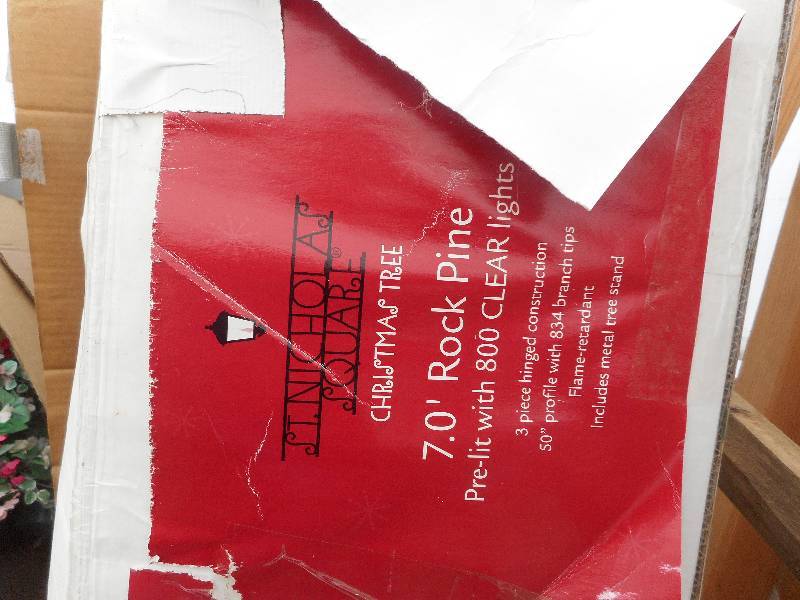 ST. NICHOLAS
SQUARE®
CHRISTMAS TREE
7.0' Rock Pine
Pre-lit with 800 CLEAR lights
3 piece hinged construction
50” profile with 834 branch tips
Flame-retardant
Includes metal tree stand